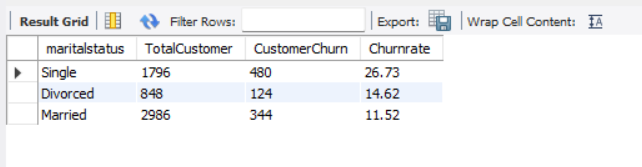 Result Grid Filter Rows: Export: Wrap Cell Content: IA
maritalstatus TotalCustomer CustomerChurn Churnrate
Single 1796 480 26.73
Divorced 848 124 14.62
Married 2986 344 11.52